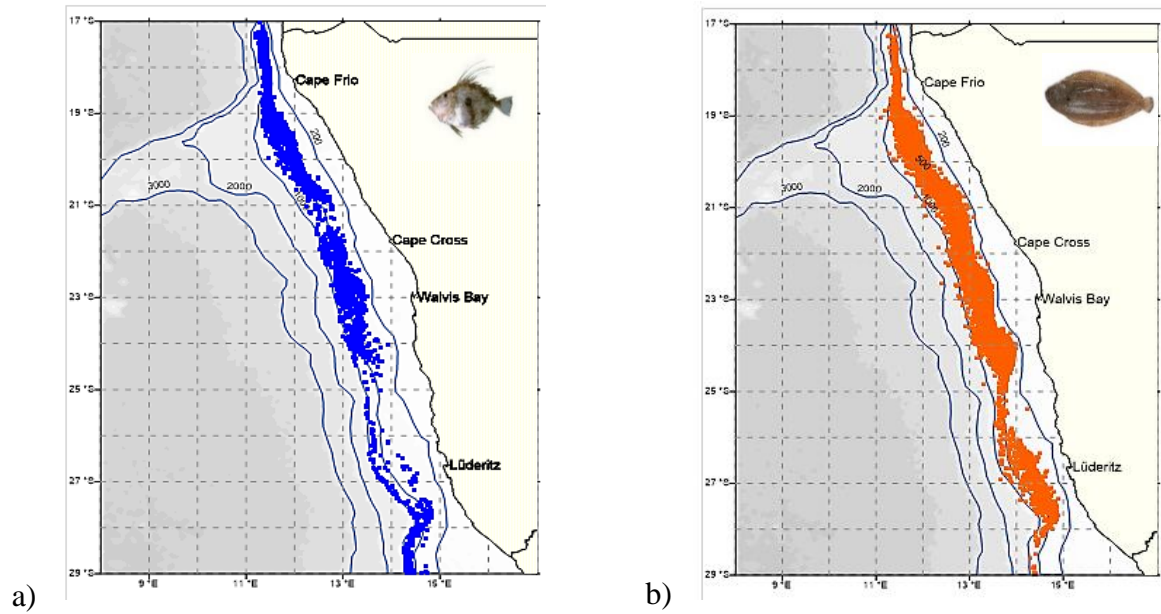 17 °S
19 °S
21 °S
23 °S
25 °S
27 °S
29 °S
9 °E
11 °E
13 °E
15 °E
Cape Frio
200
3000
2000
Cape Cross
Walvis Bay
Lüderitz
a)
17 °S
19 °S
21 °S
23 °S
25 °S
27 °S
29 °S
9 °E
11 °E
13 °E
15 °E
Cape Frio
200
500
3000
2000
Cape Cross
Walvis Bay
Lüderitz
b)